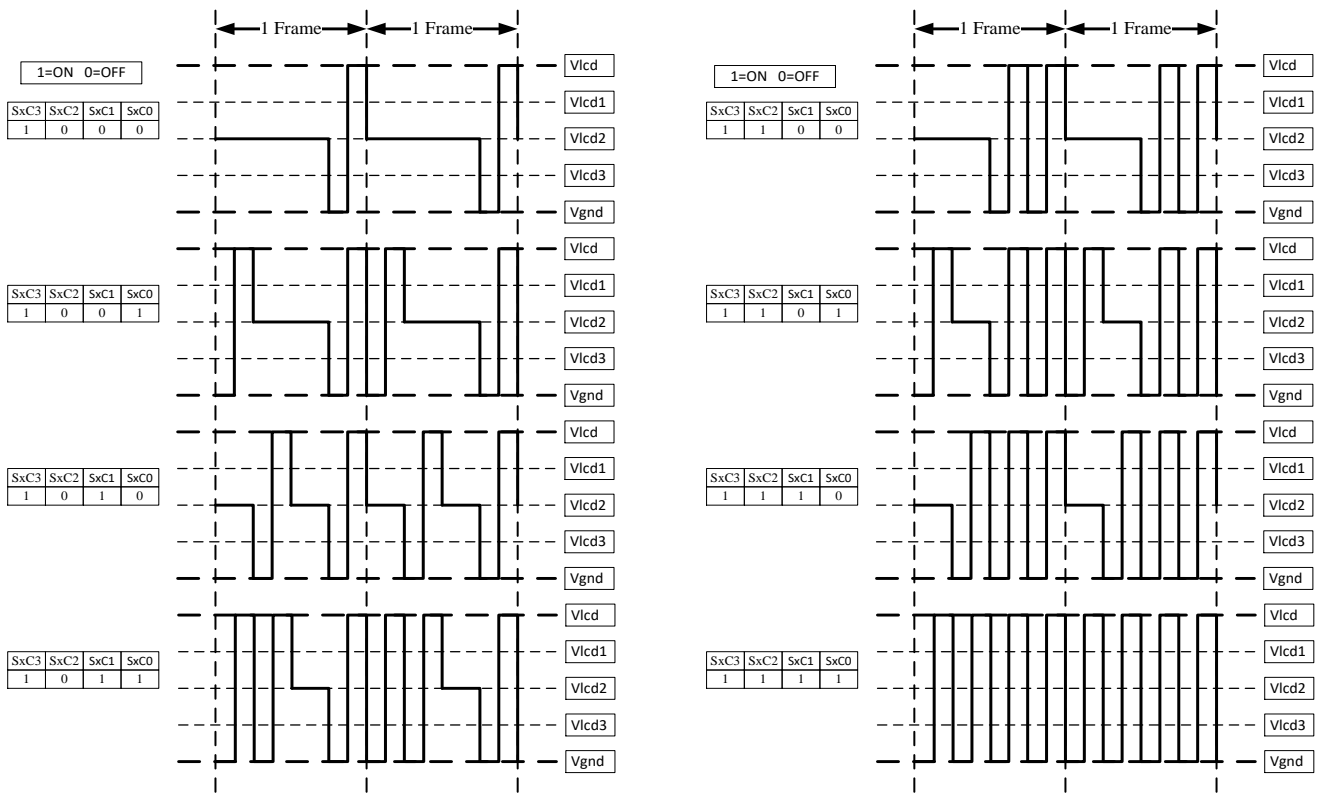 1 Frame 1 Frame
1=ON 0=OFF
SxC3 SxC2 SxC1 SxC0
1 0 0 0
Vlcd
Vlcd1
Vlcd2
Vlcd3
Vgnd
SxC3 SxC2 SxC1 SxC0
1 0 0 1
Vlcd
Vlcd1
Vlcd2
Vlcd3
Vgnd
SxC3 SxC2 SxC1 SxC0
1 0 1 0
Vlcd
Vlcd1
Vlcd2
Vlcd3
Vgnd
SxC3 SxC2 SxC1 SxC0
1 0 1 1
Vlcd
Vlcd1
Vlcd2
Vlcd3
Vgnd
1 Frame 1 Frame
1=ON 0=OFF
SxC3 SxC2 SxC1 SxC0
1 1 0 0
Vlcd
Vlcd1
Vlcd2
Vlcd3
Vgnd
SxC3 SxC2 SxC1 SxC0
1 1 0 1
Vlcd
Vlcd1
Vlcd2
Vlcd3
Vgnd
SxC3 SxC2 SxC1 SxC0
1 1 1 0
Vlcd
Vlcd1
Vlcd2
Vlcd3
Vgnd
SxC3 SxC2 SxC1 SxC0
1 1 1 1
Vlcd
Vlcd1
Vlcd2
Vlcd3
Vgnd